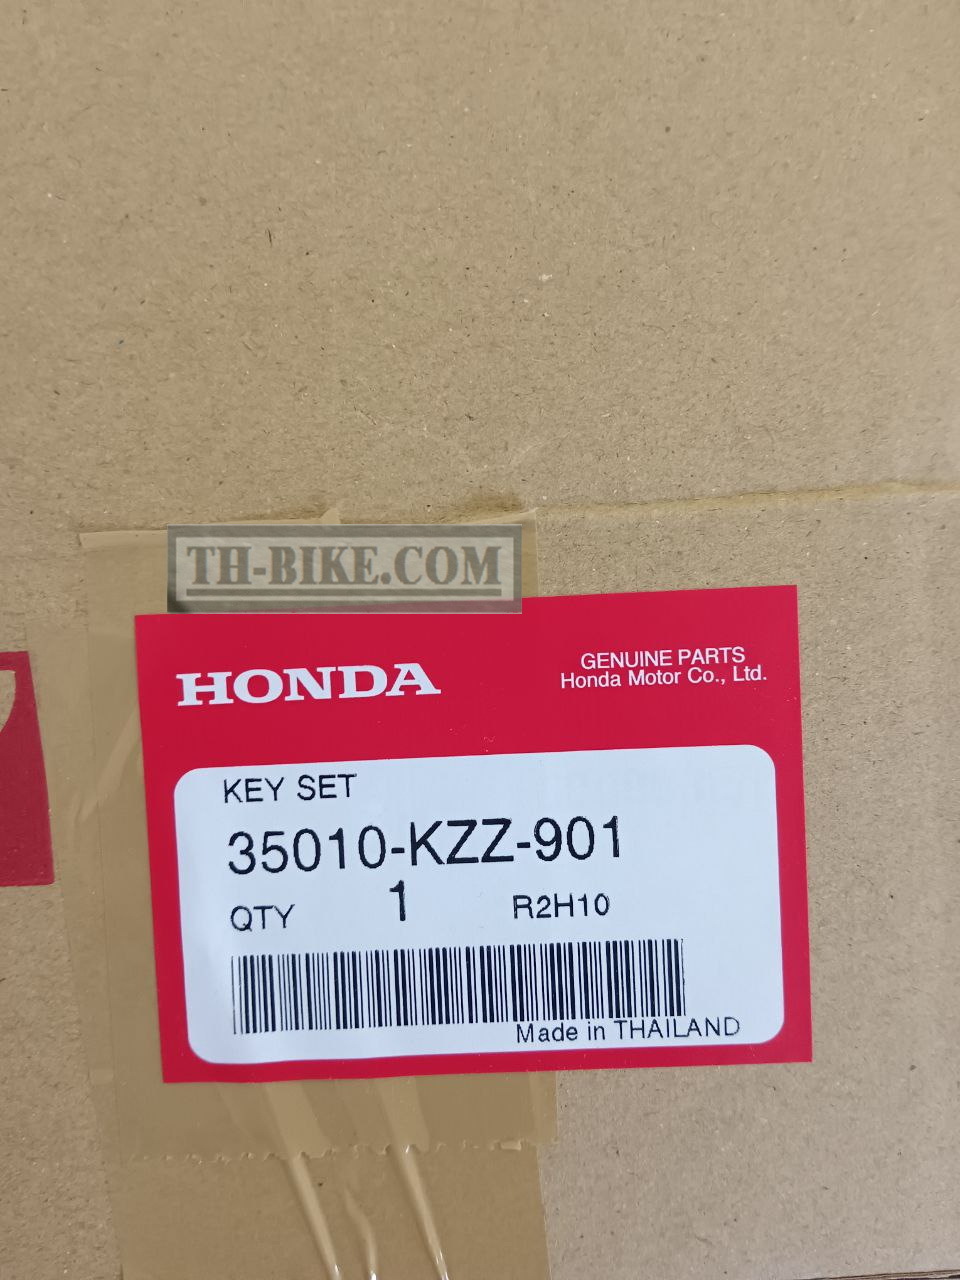 TH-BIKE.COM
HONDA
GENUINE PARTS
Honda Motor Co., Ltd.
KEY SET
35010-KZZ-901
QTY 1 R2H10
Made in THAILAND